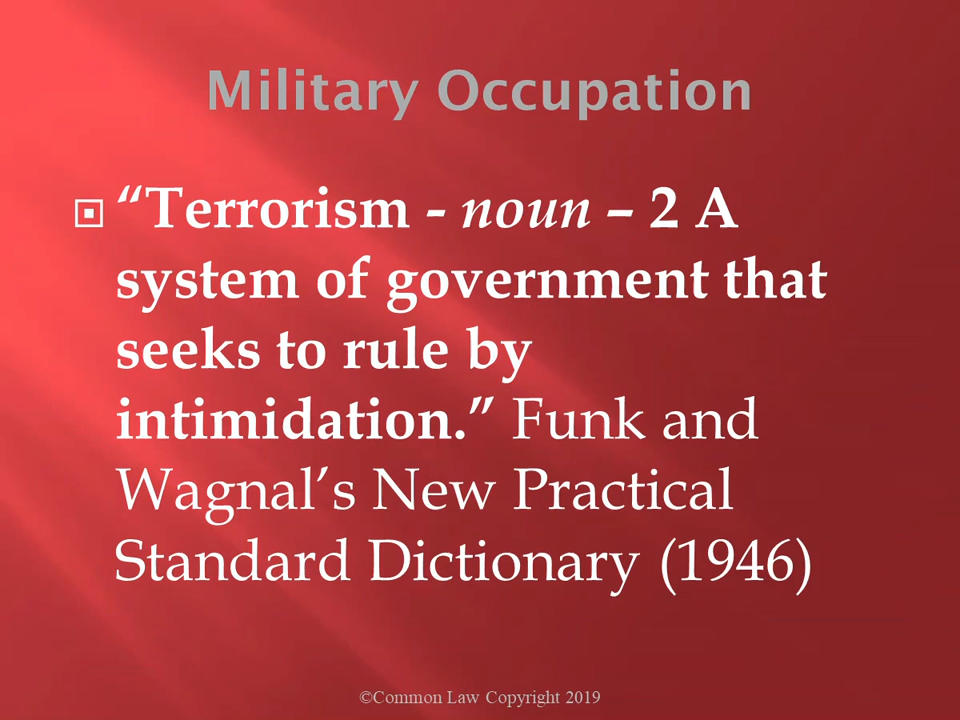 Military Occupation
“Terrorism - noun – 2 A
system of government that
seeks to rule by
intimidation.” Funk and
Wagnal’s New Practical
Standard Dictionary (1946)
©Common Law Copyright 2019